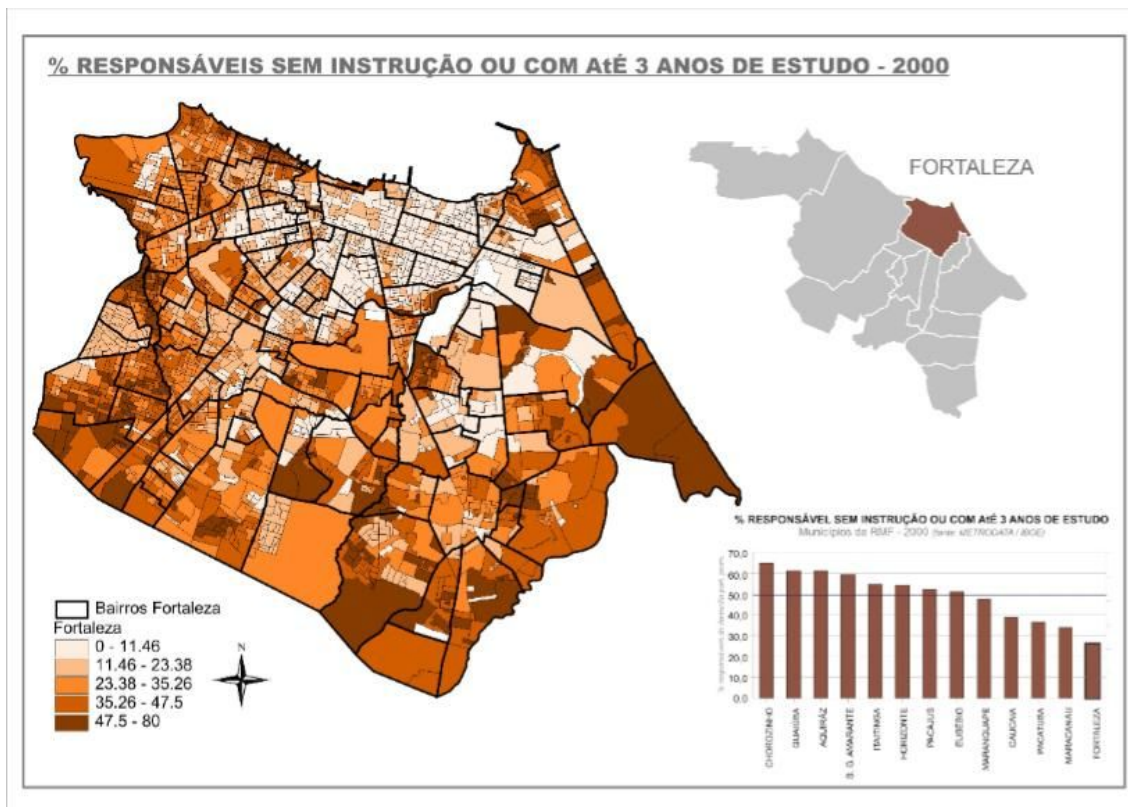 % RESPONSÁVEIS SEM INSTRUÇÃO OU COM AtÉ 3 ANOS DE ESTUDO - 2000
FORTALEZA
Bairros Fortaleza
Fortaleza
0 - 11.46
11.46 - 23.38
23.38 - 35.26
35.26 - 47.5
47.5 - 80
N
% RESPONSÁVEL SEM INSTRUÇÃO OU COM AtÉ 3 ANOS DE ESTUDO
Municípios da RMF - 2000 (fonte: METRODATA / IBGE)
70,0
60,0
50,0
40,0
30,0
20,0
10,0
0,0
CHOROZINHO
GUAIÚBA
AQUIRÁZ
S. G. AMARANTE
ITAITINGA
HORIZONTE
PACAJUS
EUSÉBIO
MARANGUAPE
CAUCAIA
PACATUBA
MARACANAÚ
FORTALEZA